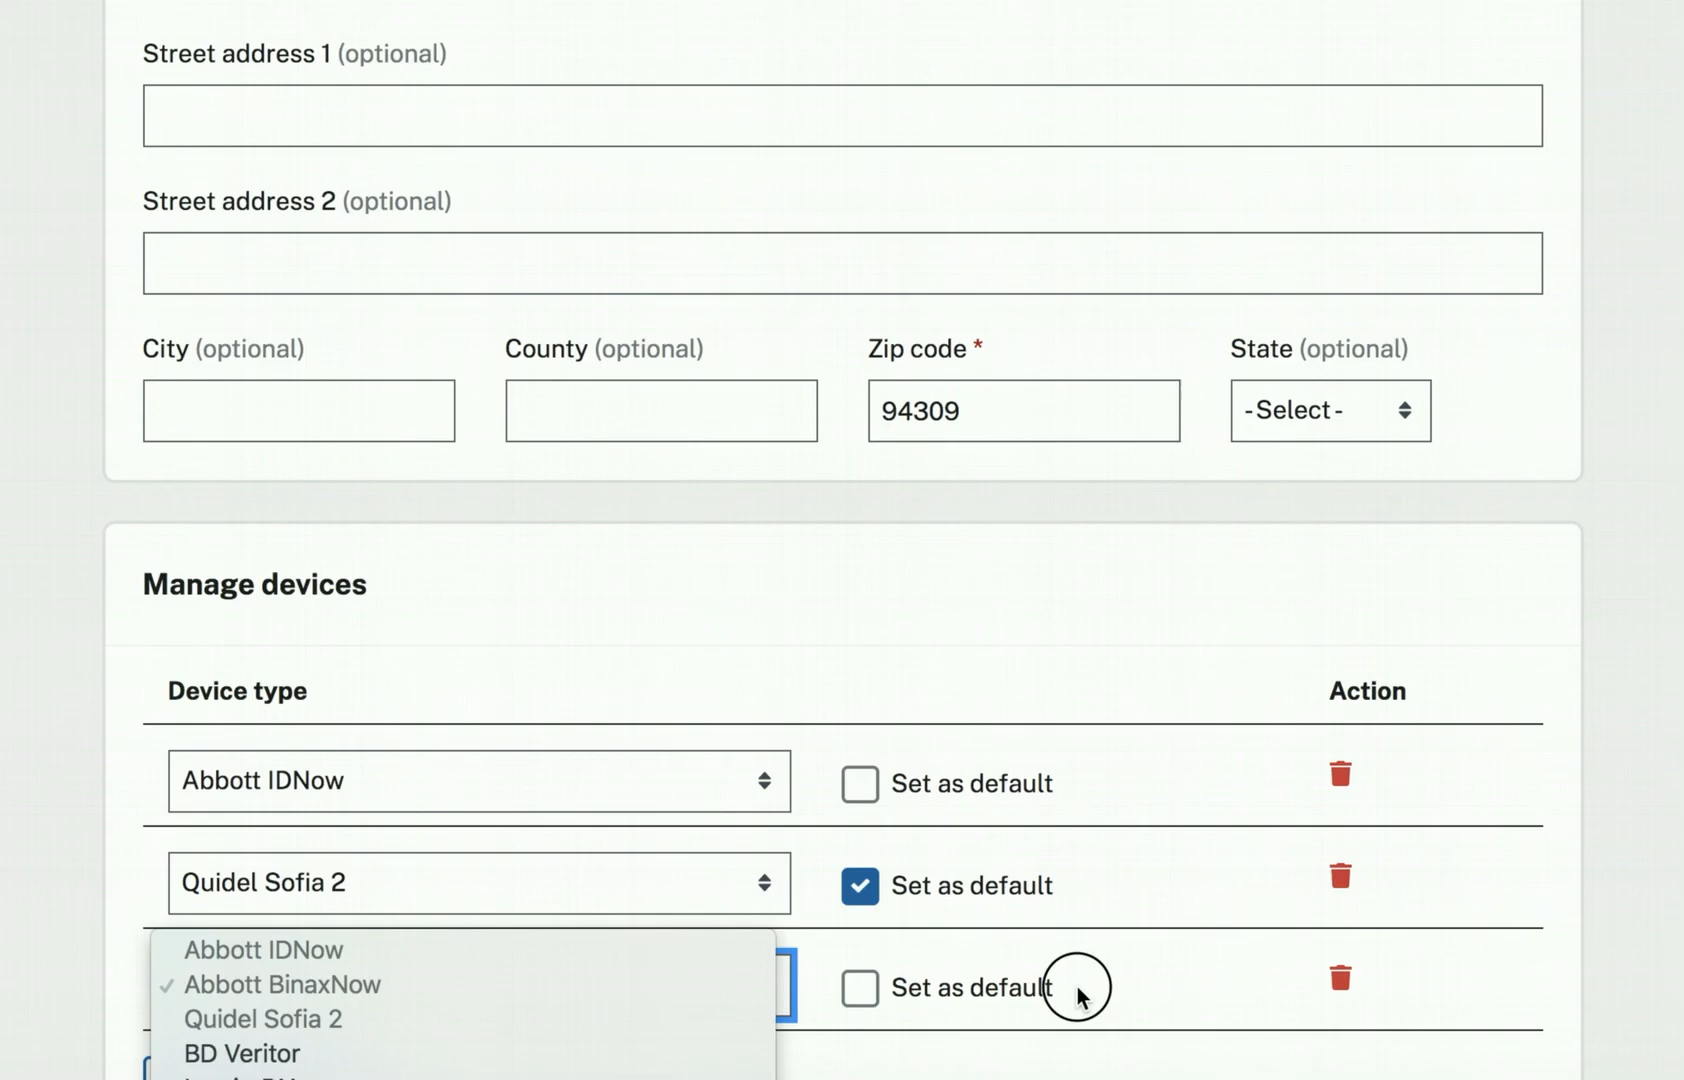 Street address 1 (optional)
Street address 2 (optional)
City (optional) County (optional) Zip code * State (optional)
94309 -Select-
Manage devices
Device type Action
Abbott IDNow Set as default
Quidel Sofia 2 Set as default
Abbott IDNow
Abbott BinaxNow Set as default
Quidel Sofia 2
BD Veritor